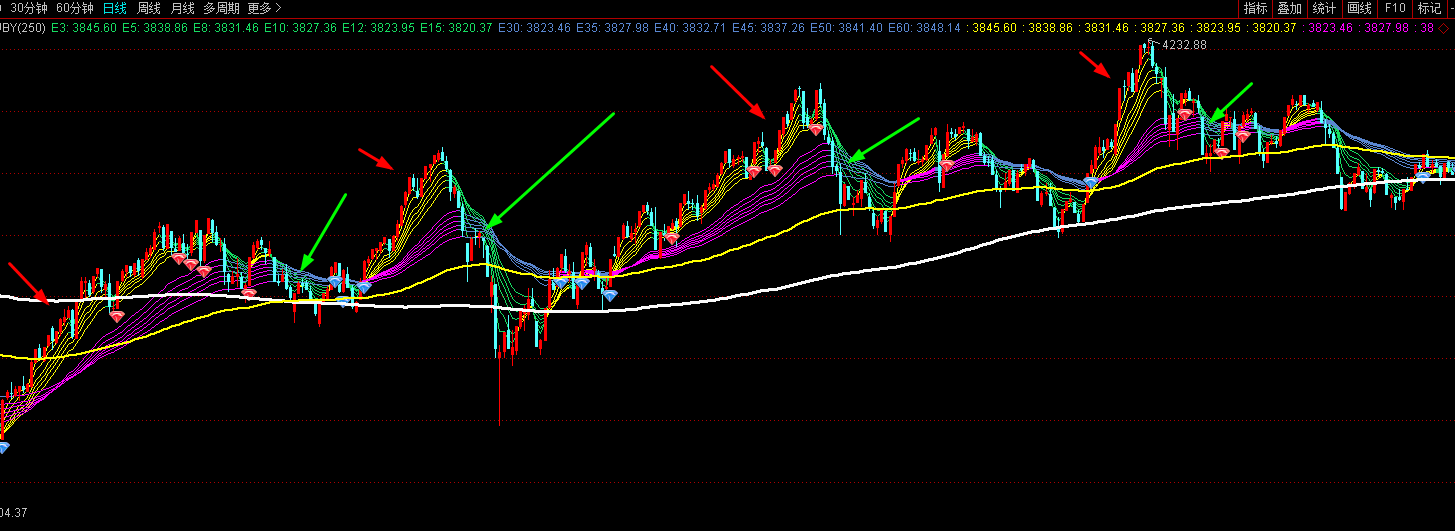 30分钟 60分钟 日线 周线 月线 多周期 更多 指标 叠加 统计 画线 F10 标记
BY(250) E3: 3845.60 E5: 3838.86 E8: 3831.46 E10: 3827.36 E12: 3823.95 E15: 3820.37 E30: 3823.46 E35: 3827.98 E40: 3832.71 E45: 3837.26 E50: 3841.40 E60: 3848.14 : 3845.60 : 3838.86 : 3831.46 : 3827.36 : 3823.95 : 3820.37 : 3823.46 : 3827.98 : 38
4232.88
04.37